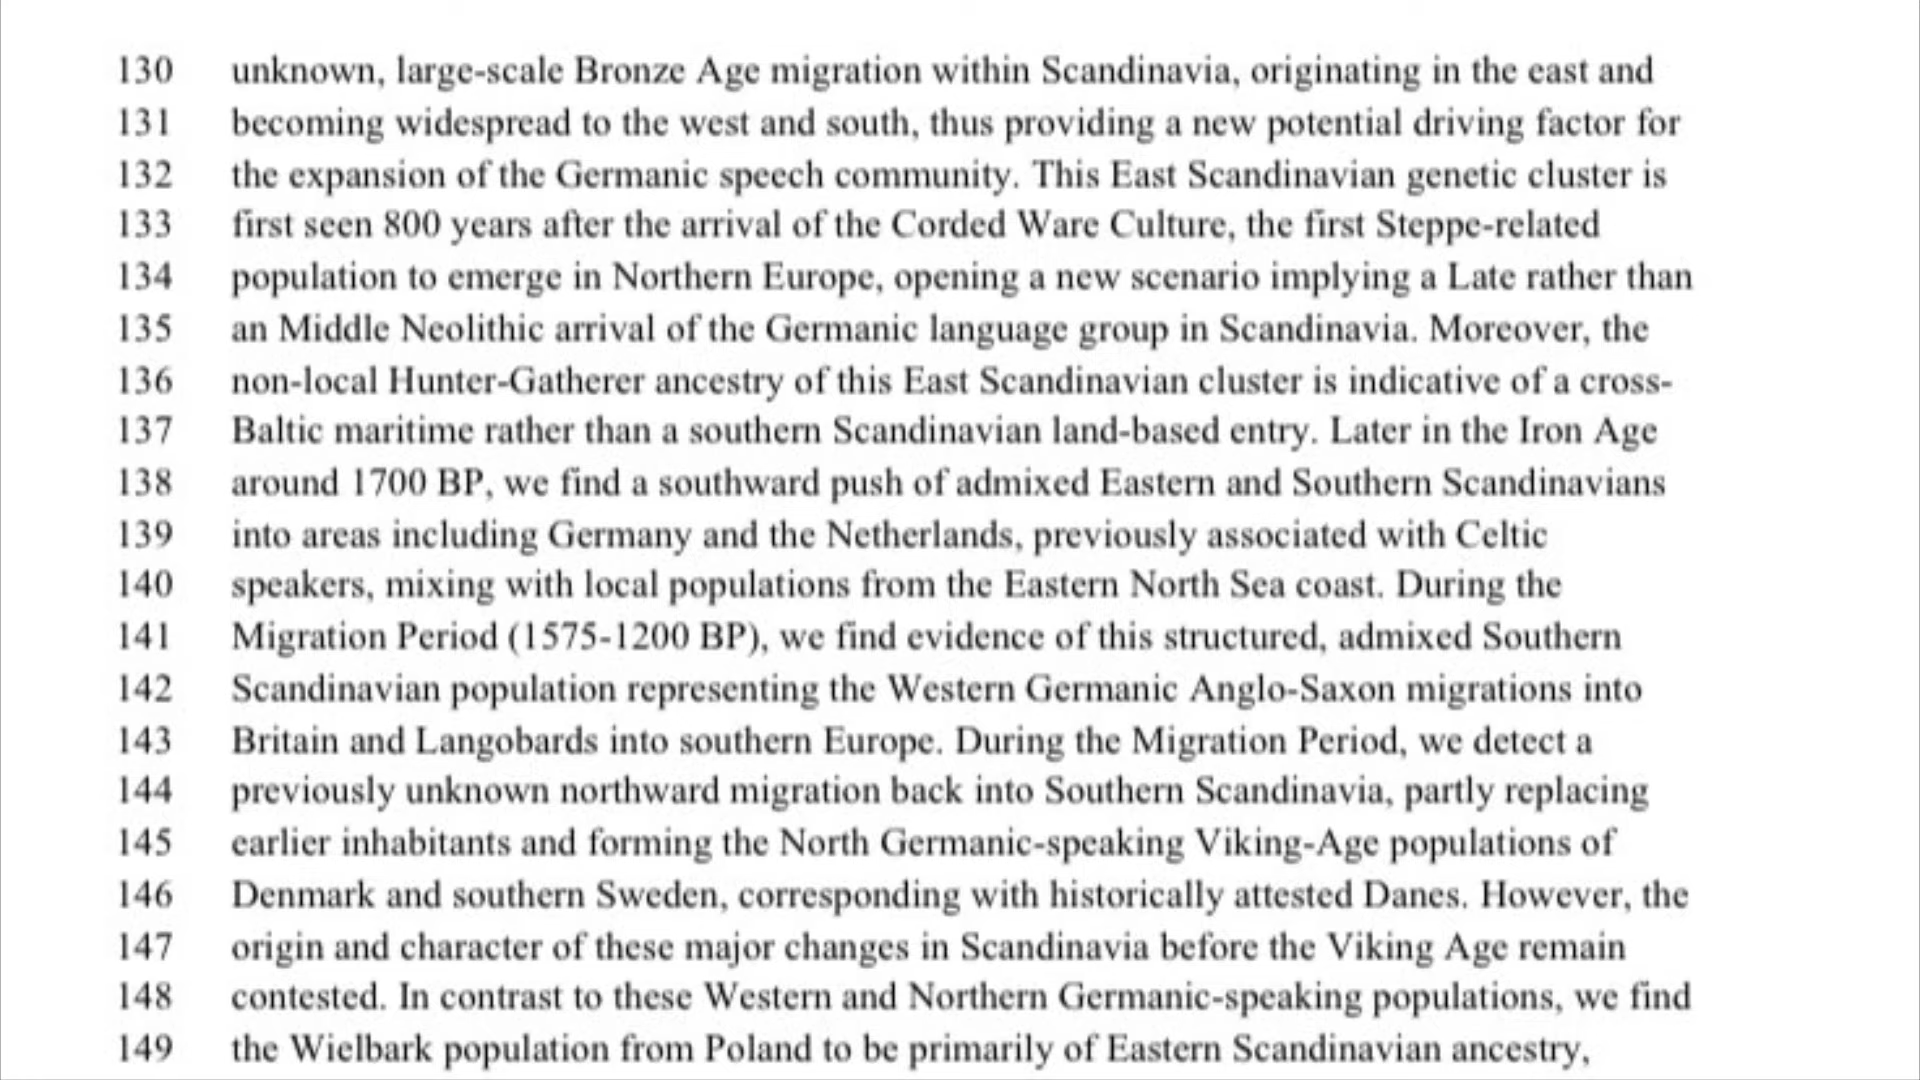 130 unknown, large-scale Bronze Age migration within Scandinavia, originating in the east and
131 becoming widespread to the west and south, thus providing a new potential driving factor for
132 the expansion of the Germanic speech community. This East Scandinavian genetic cluster is
133 first seen 800 years after the arrival of the Corded Ware Culture, the first Steppe-related
134 population to emerge in Northern Europe, opening a new scenario implying a Late rather than
135 an Middle Neolithic arrival of the Germanic language group in Scandinavia. Moreover, the
136 non-local Hunter-Gatherer ancestry of this East Scandinavian cluster is indicative of a cross-
137 Baltic maritime rather than a southern Scandinavian land-based entry. Later in the Iron Age
138 around 1700 BP, we find a southward push of admixed Eastern and Southern Scandinavians
139 into areas including Germany and the Netherlands, previously associated with Celtic
140 speakers, mixing with local populations from the Eastern North Sea coast. During the
141 Migration Period (1575-1200 BP), we find evidence of this structured, admixed Southern
142 Scandinavian population representing the Western Germanic Anglo-Saxon migrations into
143 Britain and Langobards into southern Europe. During the Migration Period, we detect a
144 previously unknown northward migration back into Southern Scandinavia, partly replacing
145 earlier inhabitants and forming the North Germanic-speaking Viking-Age populations of
146 Denmark and southern Sweden, corresponding with historically attested Danes. However, the
147 origin and character of these major changes in Scandinavia before the Viking Age remain
148 contested. In contrast to these Western and Northern Germanic-speaking populations, we find
149 the Wielbark population from Poland to be primarily of Eastern Scandinavian ancestry,